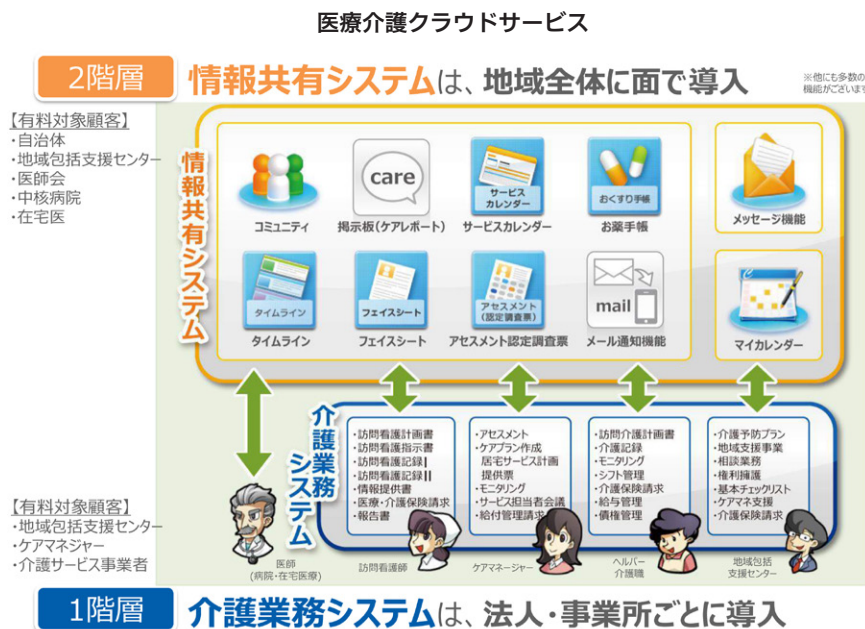 医療介護クラウドサービス
2階層 情報共有システムは、地域全体に面で導入
※他にも多数の
機能がございます
【有料対象顧客】
・自治体
・地域包括支援センター
・医師会
・中核病院
・在宅医
情報共有システム
care
サービス
カレンダー
おくすり手帳
コミュニティ
掲示板(ケアレポート)
サービスカレンダー
お薬手帳
メッセージ機能
タイムライン
フェイスシート
アセスメント
(認定調査票)
mail
タイムライン
フェイスシート
アセスメント認定調査票
メール通知機能
マイカレンダー
介護業務システム
・訪問看護計画書
・訪問看護指示書
・訪問看護記録Ⅰ
・訪問看護記録Ⅱ
・情報提供書
・医療・介護保険請求
・報告書
・アセスメント
・ケアプラン作成
居宅サービス計画
提供票
・モニタリング
・サービス担当者会議
・給付管理請求
・訪問介護計画書
・介護記録
・モニタリング
・シフト管理
・介護保険請求
・給与管理
・債権管理
・介護予防プラン
・地域支援事業
・相談業務
・権利擁護
・基本チェックリスト
・ケアマネ支援
・介護保険請求
【有料対象顧客】
・地域包括支援センター
・ケアマネジャー
・介護サービス事業者
医師
(病院・在宅医療)
訪問看護師
ケアマネージャー
ヘルパー
介護職
地域包括
支援センター
1階層 介護業務システムは、法人・事業所ごとに導入